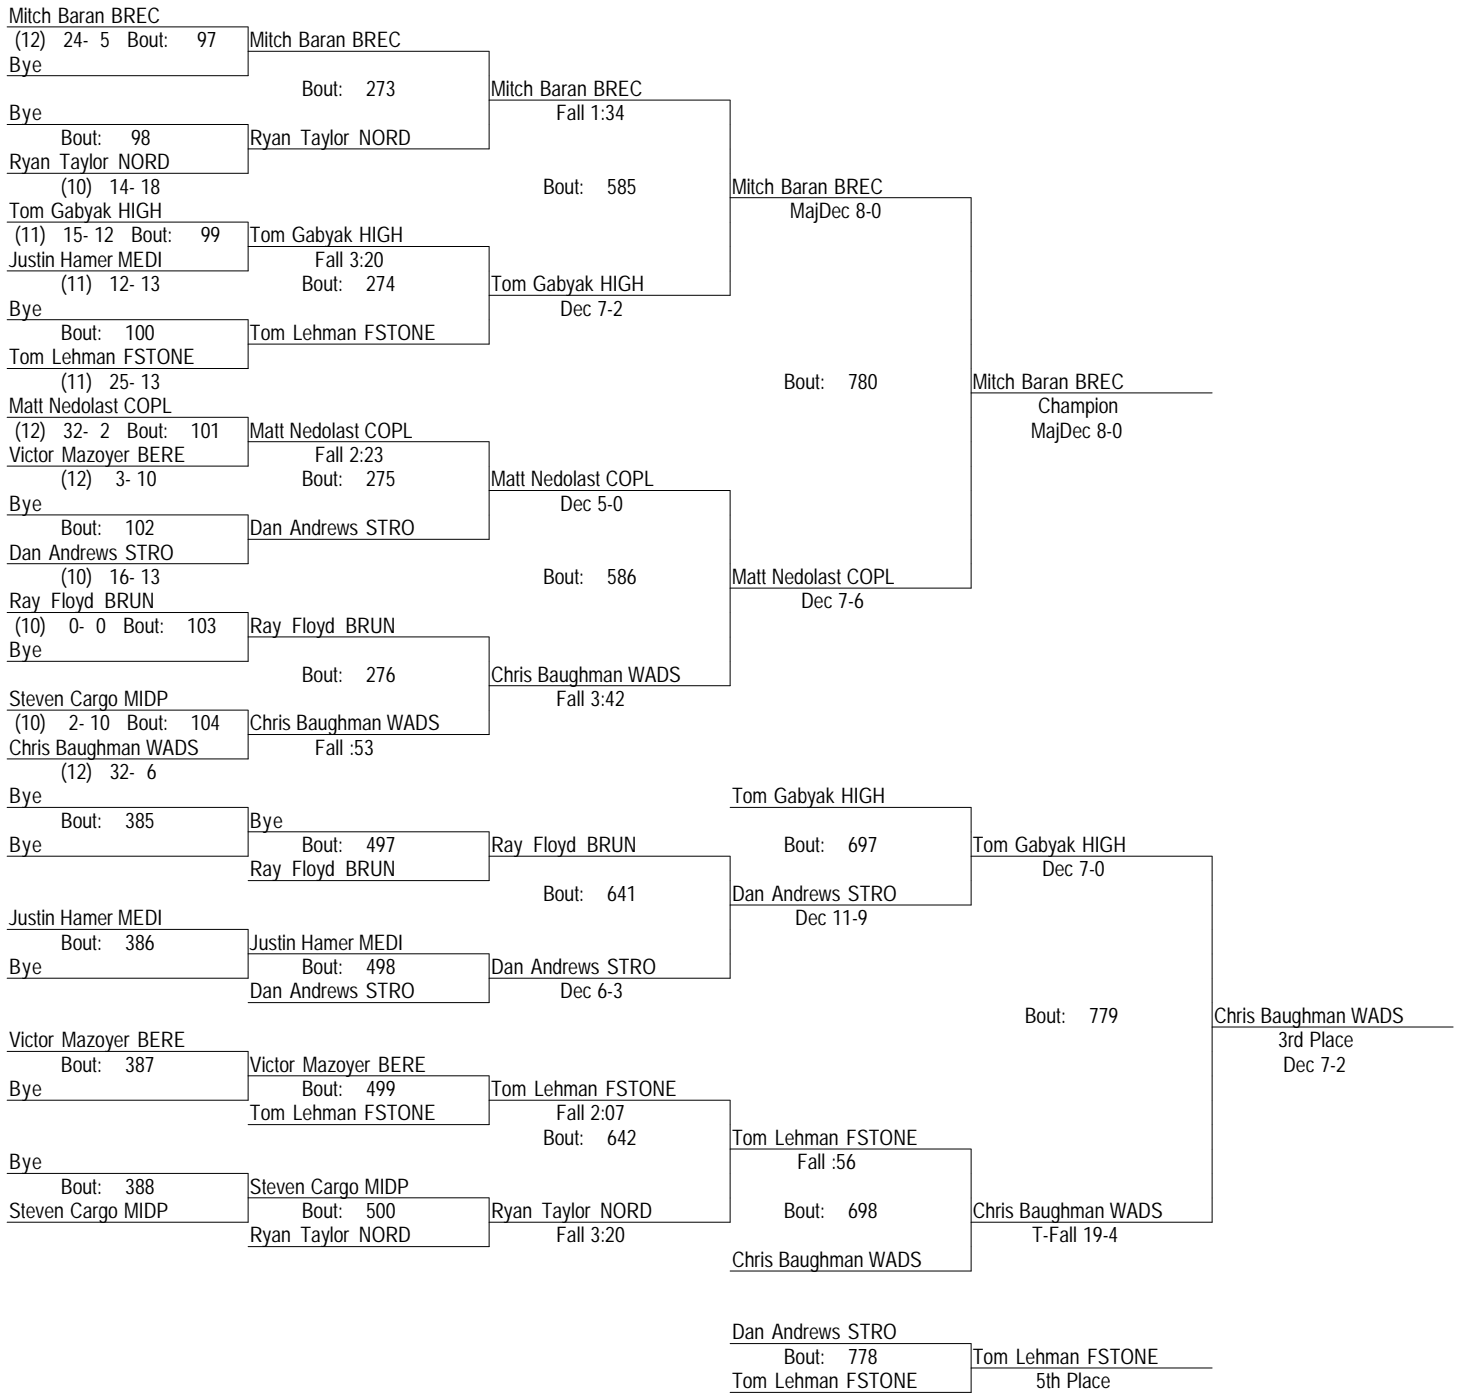 Mitch Baran BREC
(12) 24- 5 Bout: 97 Mitch Baran BREC
Bye
Bout: 273 Mitch Baran BREC
Bye Fall 1:34
Bout: 98 Ryan Taylor NORD
Ryan Taylor NORD
(10) 14- 18 Bout: 585 Mitch Baran BREC
Tom Gabyak HIGH MajDec 8-0
(11) 15- 12 Bout: 99 Tom Gabyak HIGH
Justin Hamer MEDI Fall 3:20
(11) 12- 13 Bout: 274 Tom Gabyak HIGH
Bye Dec 7-2
Bout: 100 Tom Lehman FSTONE
Tom Lehman FSTONE
(11) 25- 13 Bout: 780 Mitch Baran BREC
Matt Nedolast COPL Champion
(12) 32- 2 Bout: 101 Matt Nedolast COPL MajDec 8-0
Victor Mazoyer BERE Fall 2:23
(12) 3- 10 Bout: 275 Matt Nedolast COPL
Bye Dec 5-0
Bout: 102 Dan Andrews STRO
Dan Andrews STRO
(10) 16- 13 Bout: 586 Matt Nedolast COPL
Ray Floyd BRUN Dec 7-6
(10) 0- 0 Bout: 103 Ray Floyd BRUN
Bye
Bout: 276 Chris Baughman WADS
Steven Cargo MIDP Fall 3:42
(10) 2- 10 Bout: 104 Chris Baughman WADS
Chris Baughman WADS Fall :53
(12) 32- 6
Bye Tom Gabyak HIGH
Bout: 385 Bye
Bye Bout: 497 Ray Floyd BRUN Bout: 697 Tom Gabyak HIGH
Ray Floyd BRUN Dec 7-0
Bout: 641 Dan Andrews STRO
Justin Hamer MEDI Dec 11-9
Bout: 386 Justin Hamer MEDI
Bye Bout: 498 Dan Andrews STRO
Dan Andrews STRO Dec 6-3
Bout: 779 Chris Baughman WADS
Victor Mazoyer BERE 3rd Place
Bout: 387 Victor Mazoyer BERE Dec 7-2
Bye Bout: 499 Tom Lehman FSTONE
Tom Lehman FSTONE Fall 2:07
Bout: 642 Tom Lehman FSTONE
Bye Fall :56
Bout: 388 Steven Cargo MIDP
Steven Cargo MIDP Bout: 500 Ryan Taylor NORD Bout: 698 Chris Baughman WADS
Ryan Taylor NORD Fall 3:20 T-Fall 19-4
Chris Baughman WADS
Dan Andrews STRO
Bout: 778 Tom Lehman FSTONE
Tom Lehman FSTONE 5th Place